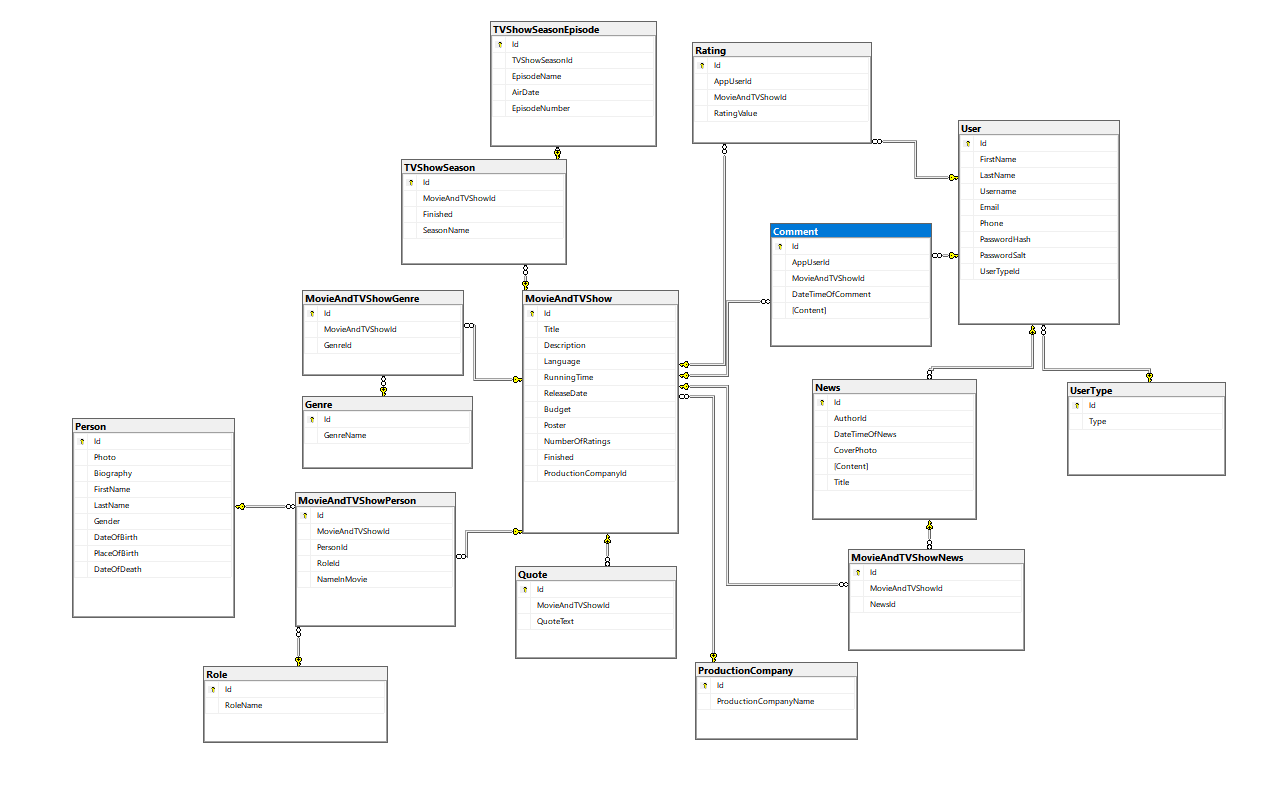 TVShowSeasonEpisode
Id
TVShowSeasonId
EpisodeName
AirDate
EpisodeNumber
Rating
Id
AppUserId
MovieAndTVShowId
RatingValue
User
Id
FirstName
LastName
Username
Email
Phone
PasswordHash
PasswordSalt
UserTypeId
TVShowSeason
Id
MovieAndTVShowId
Finished
SeasonName
Comment
Id
AppUserId
MovieAndTVShowId
DateTimeOfComment
[Content]
MovieAndTVShowGenre
Id
MovieAndTVShowId
GenreId
MovieAndTVShow
Id
Title
Description
Language
RunningTime
ReleaseDate
Budget
Poster
NumberOfRatings
Finished
ProductionCompanyId
Genre
Id
GenreName
News
Id
AuthorId
DateTimeOfNews
CoverPhoto
[Content]
Title
UserType
Id
Type
Person
Id
Photo
Biography
FirstName
LastName
Gender
DateOfBirth
PlaceOfBirth
DateOfDeath
MovieAndTVShowPerson
Id
MovieAndTVShowId
PersonId
RoleId
NameInMovie
Quote
Id
MovieAndTVShowId
QuoteText
MovieAndTVShowNews
Id
MovieAndTVShowId
NewsId
Role
Id
RoleName
ProductionCompany
Id
ProductionCompanyName